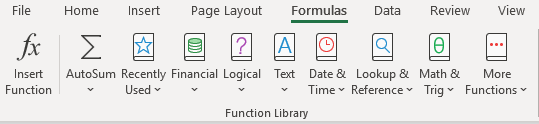 File Home Insert Page Layout Formulas Data Review View
fx Σ ? A θ
Insert AutoSum Recently Financial Logical Text Date & Lookup & Math & More
Function Used Time Reference Trig Functions
Function Library